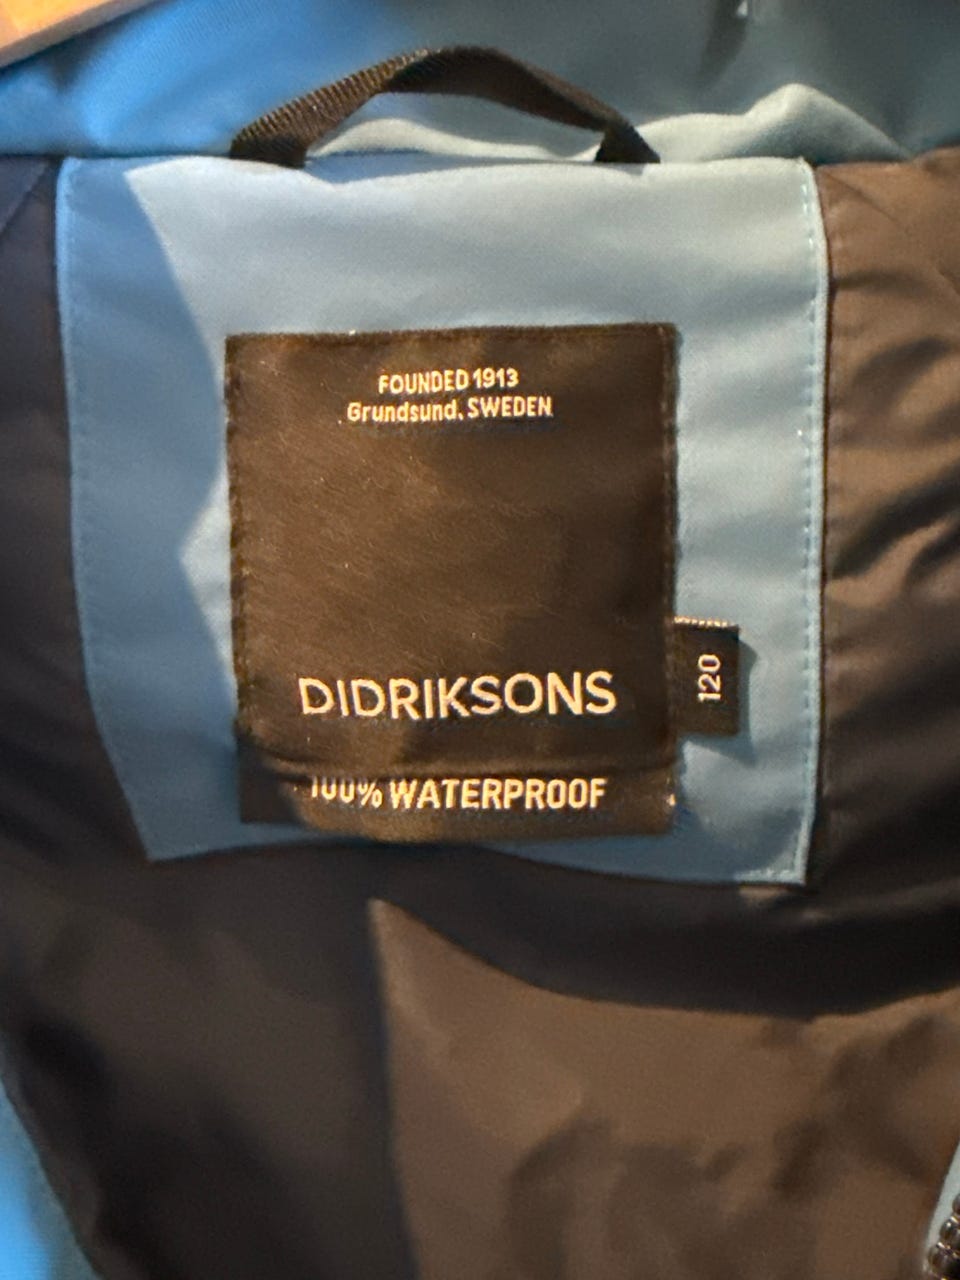 FOUNDED 1913
Grundsund, SWEDEN
DIDRIKSONS
120
100% WATERPROOF